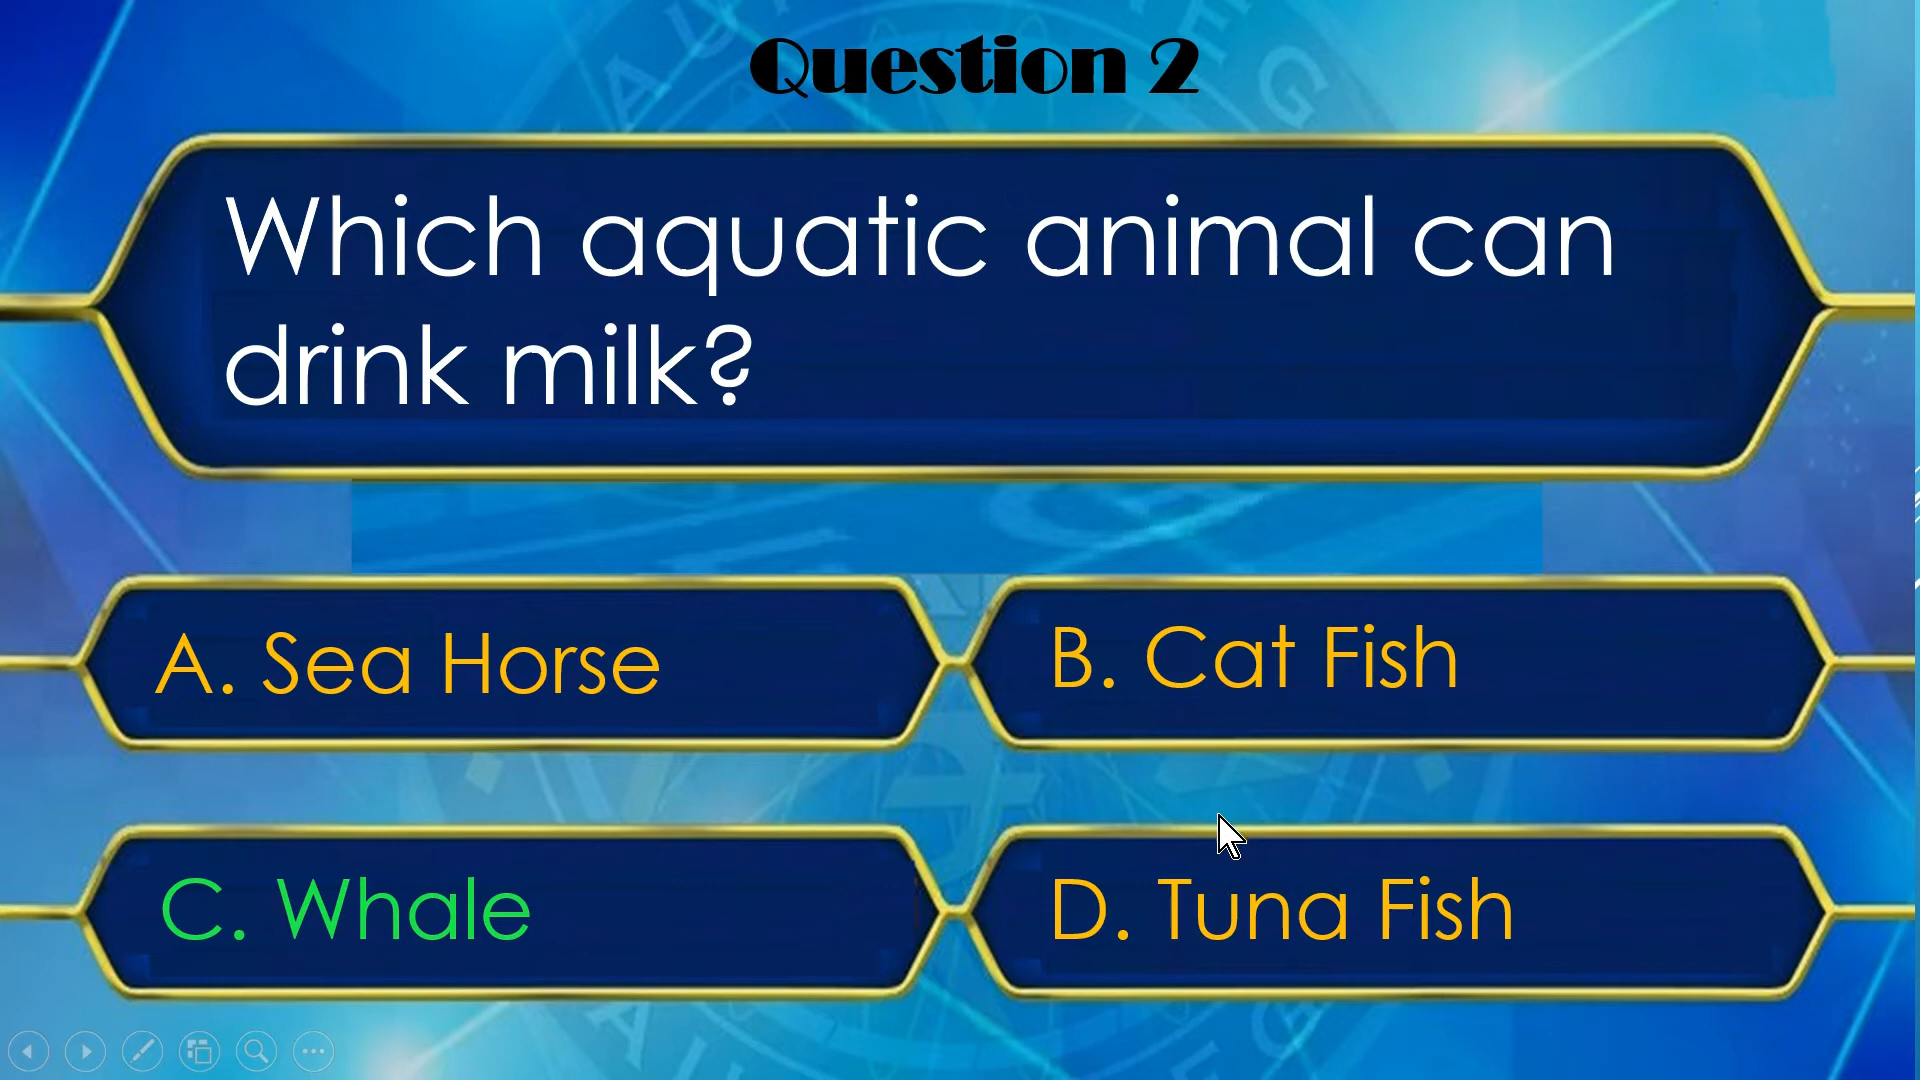 Question 2
Which aquatic animal can
drink milk?
A. Sea Horse
B. Cat Fish
C. Whale
D. Tuna Fish